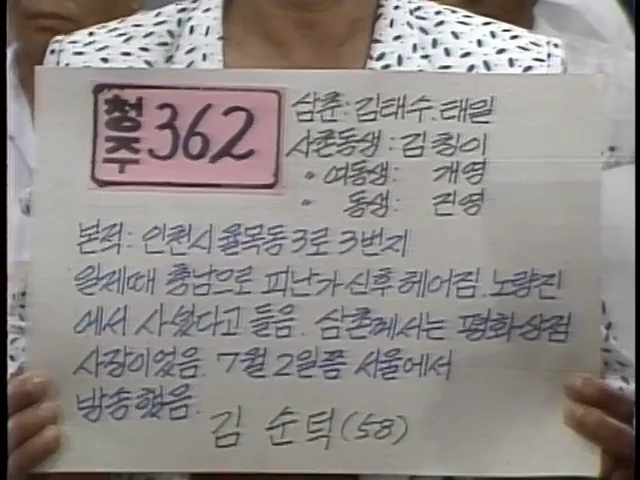 청주 362
삼촌: 김태수. 태밀
사촌동생: 김창이
• 여동생: 개영
• 동생: 진영
본적: 인천시 율목동 3로 3번지
일제때 충남으로 피난가신후 헤어짐. 노량진
에서 사셨다고 들음. 삼촌께서는 평화상점
사장이었음. 7월 2일쯤 서울에서
방송했음.
김순덕(58)